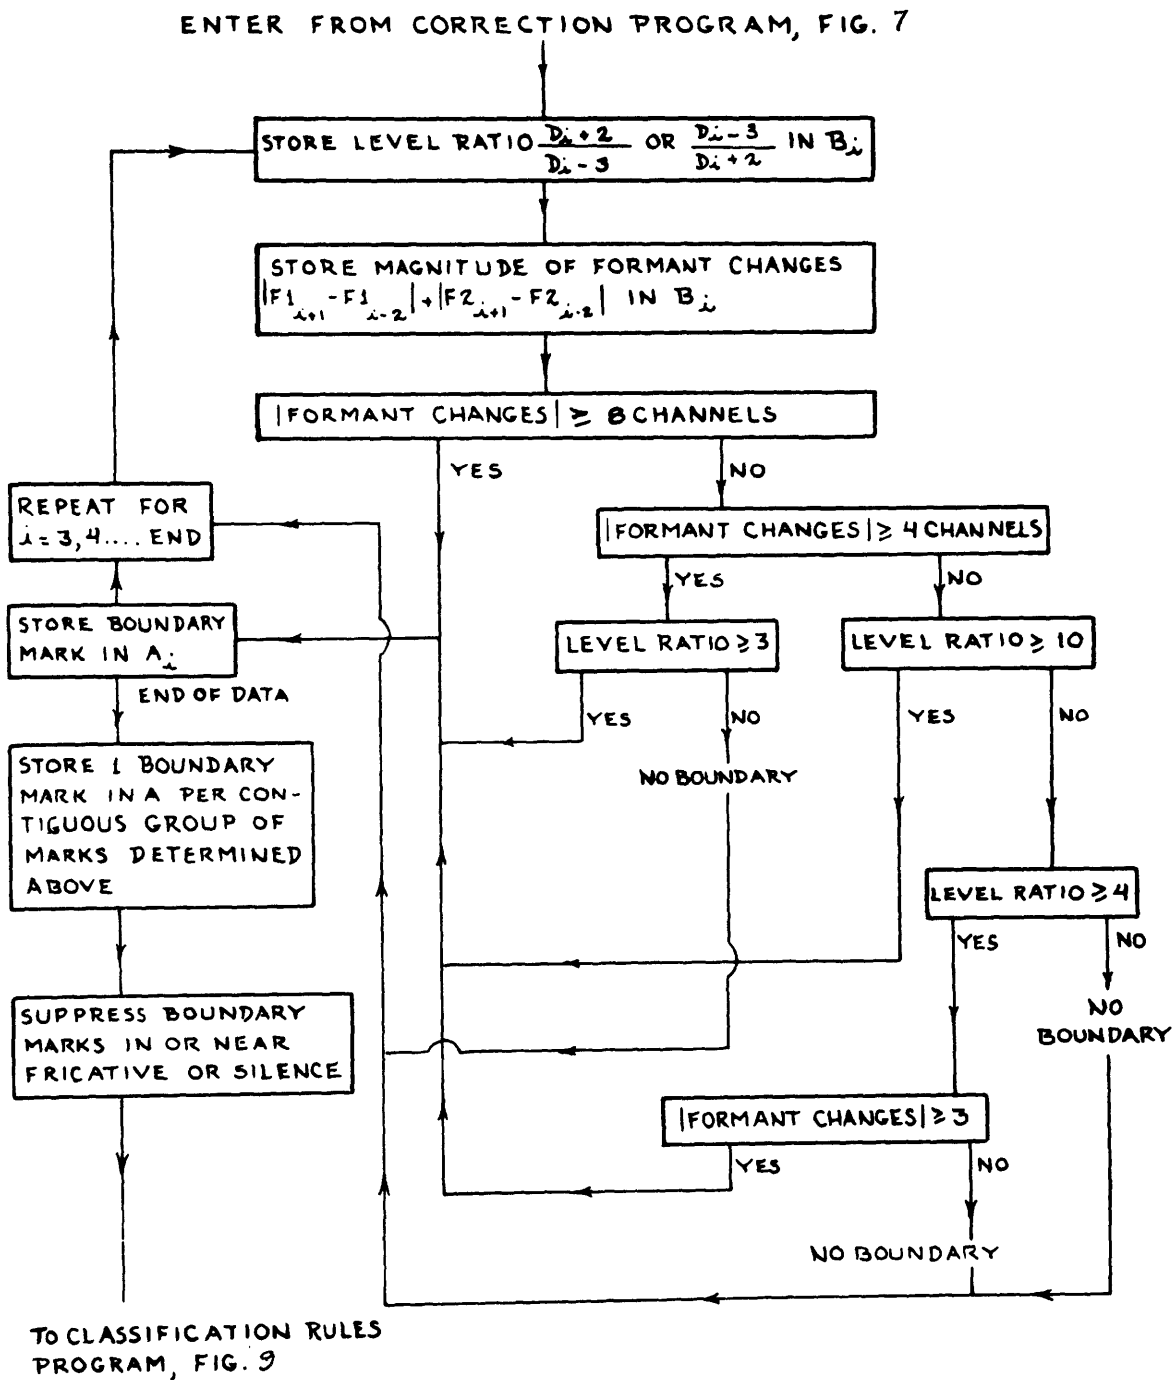 ENTER FROM CORRECTION PROGRAM, FIG. 7
STORE LEVEL RATIO Di+2/Di-3 OR Di-3/Di+2 IN Bi
STORE MAGNITUDE OF FORMANT CHANGES
|F1i+1 - F1i-2| + |F2i+1 - F2i-2| IN Bi
|FORMANT CHANGES| ≥ 8 CHANNELS
YES
NO
REPEAT FOR
i = 3, 4.... END
|FORMANT CHANGES| ≥ 4 CHANNELS
YES
NO
STORE BOUNDARY
MARK IN Ai
LEVEL RATIO ≥ 3
LEVEL RATIO ≥ 10
END OF DATA
YES
NO
YES
NO
STORE 1 BOUNDARY
MARK IN A PER CON-
TIGUOUS GROUP OF
MARKS DETERMINED
ABOVE
NO BOUNDARY
LEVEL RATIO ≥ 4
YES
NO
SUPPRESS BOUNDARY
MARKS IN OR NEAR
FRICATIVE OR SILENCE
NO
BOUNDARY
|FORMANT CHANGES| ≥ 3
YES
NO
NO BOUNDARY
TO CLASSIFICATION RULES
PROGRAM, FIG. 9